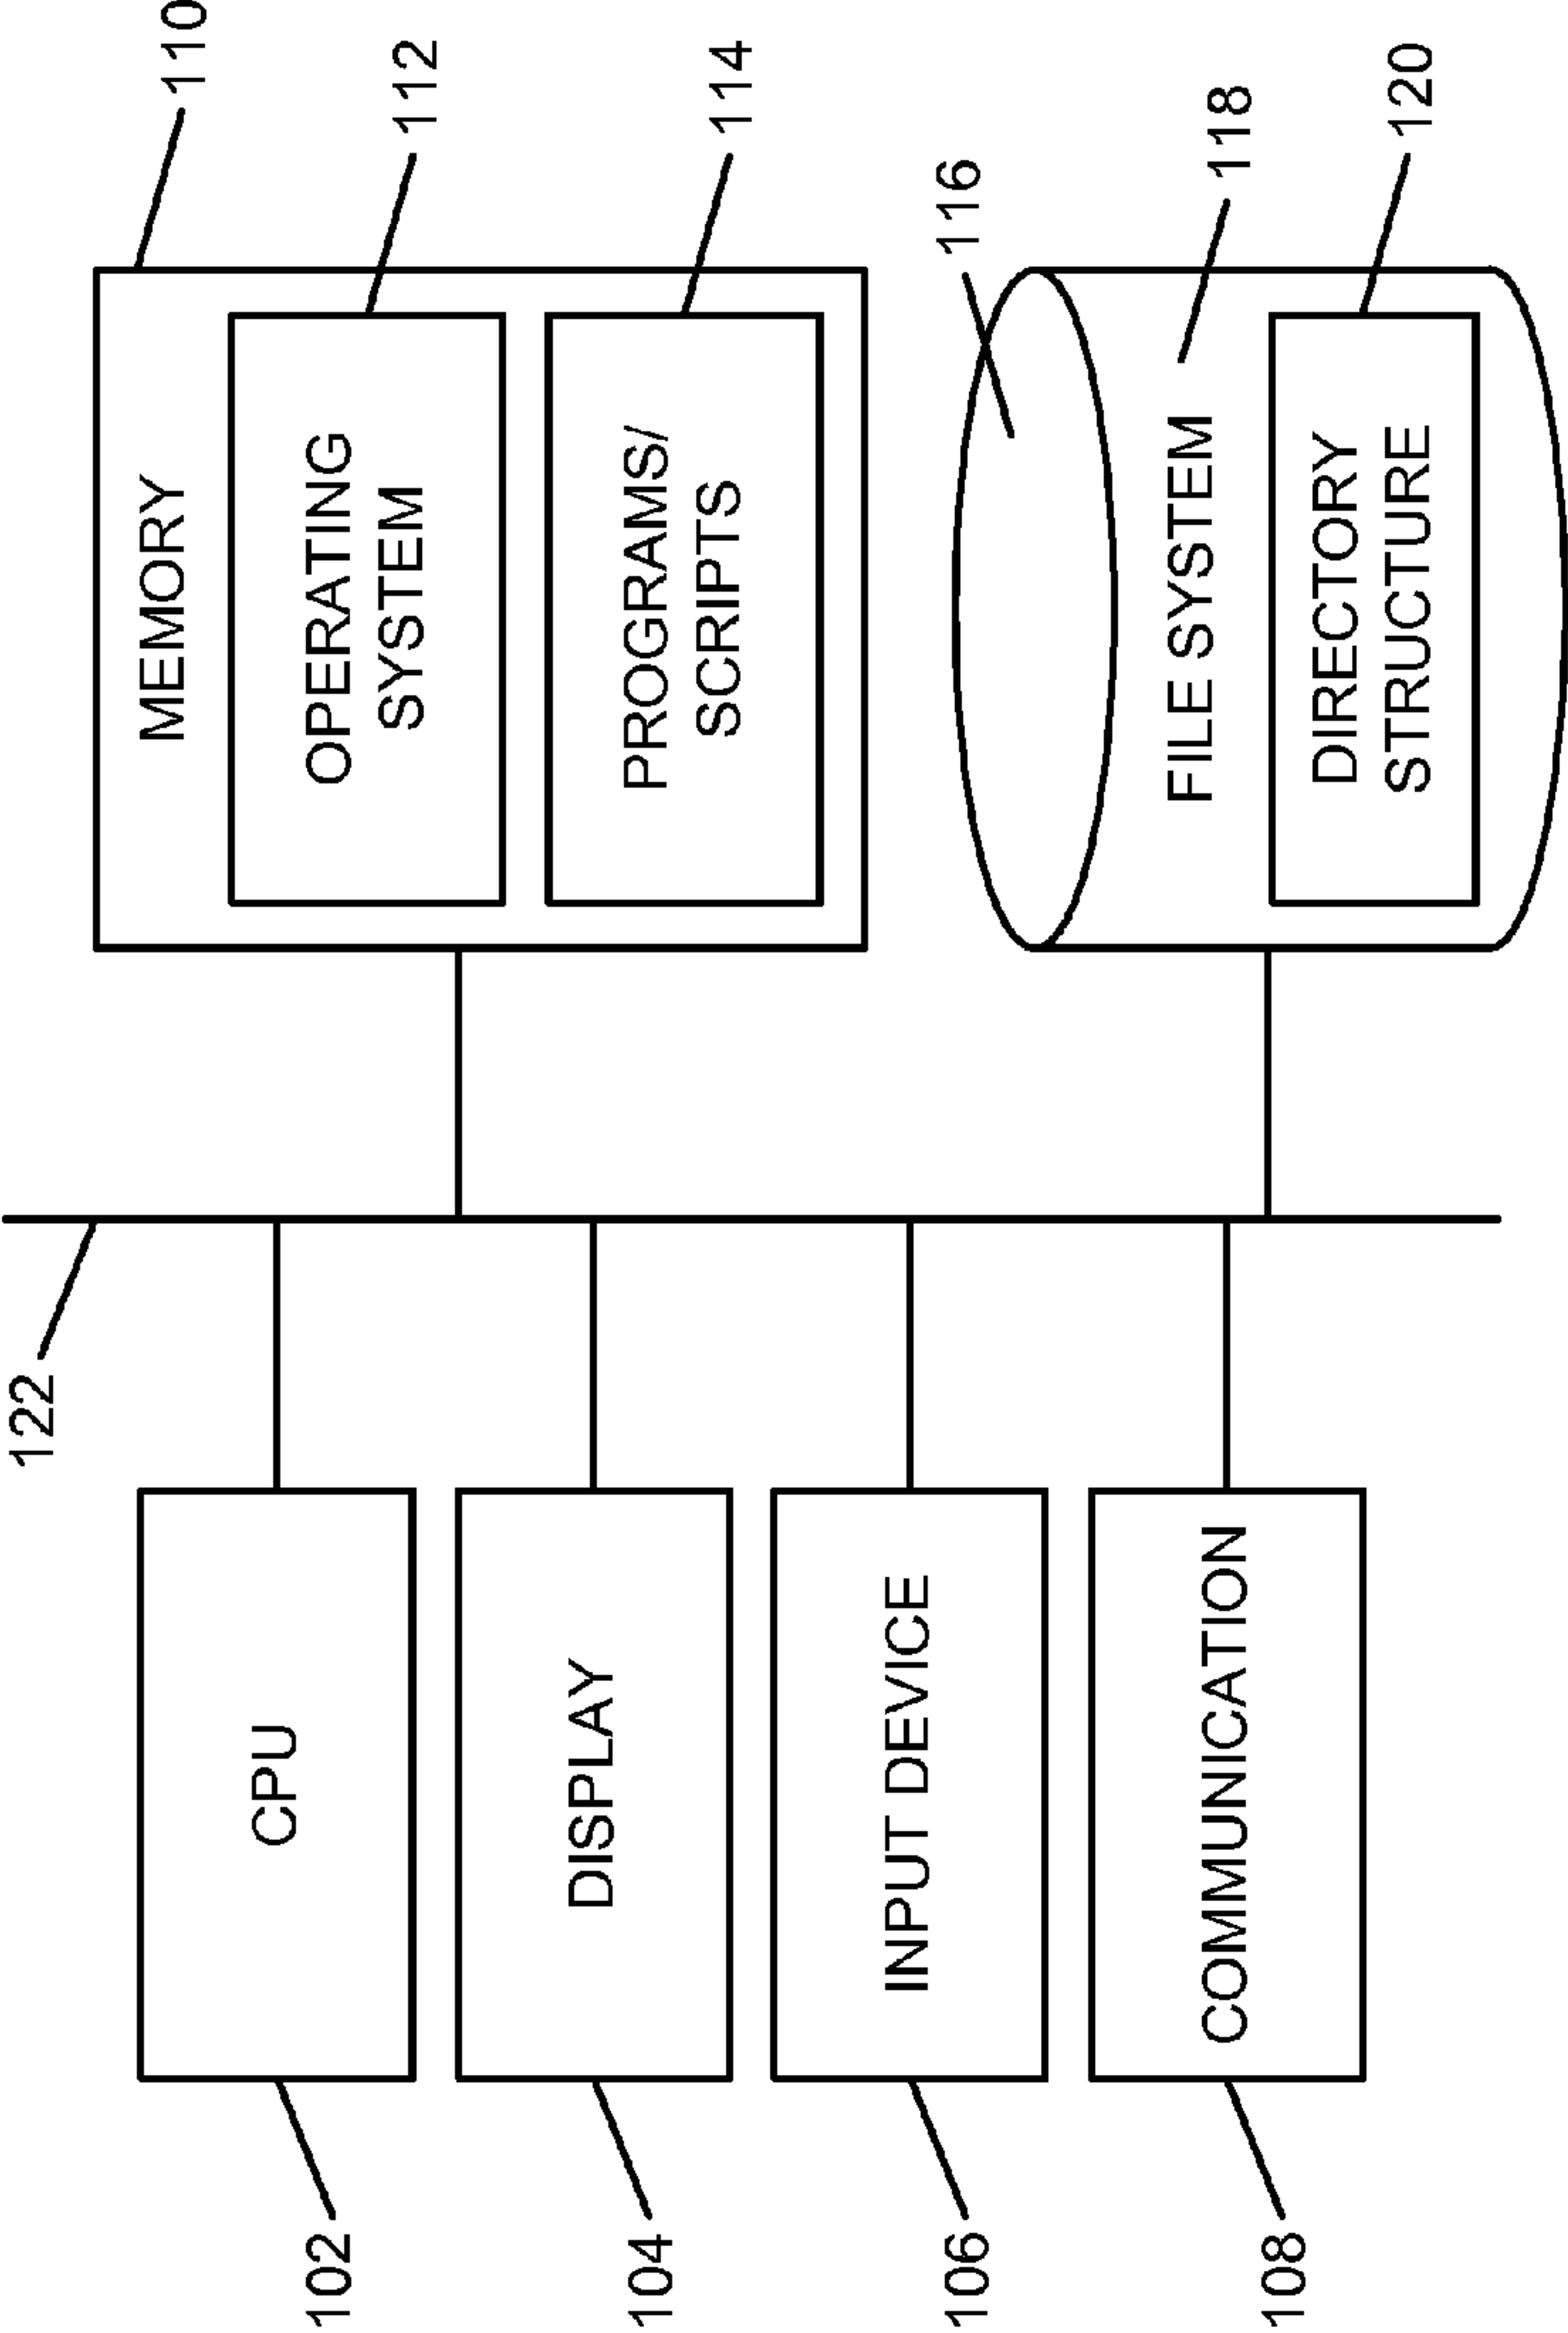 122
110
102
CPU
MEMORY
112
OPERATING
SYSTEM
104
DISPLAY
114
PROGRAMS/
SCRIPTS
106
INPUT DEVICE
116
108
COMMUNICATION
FILE SYSTEM
118
DIRECTORY
STRUCTURE
120